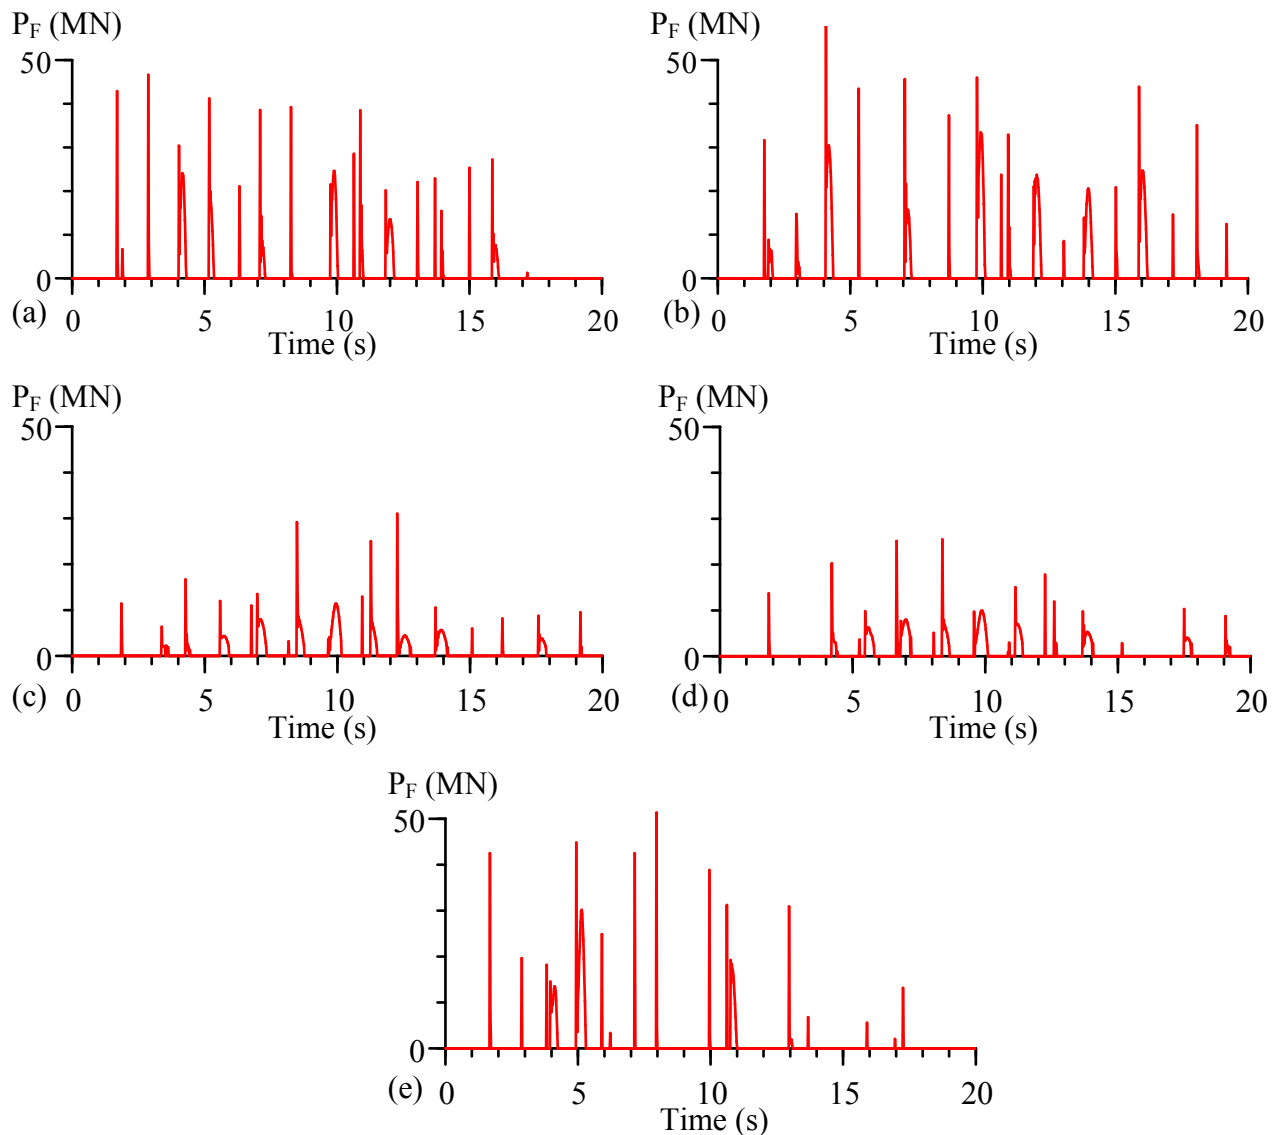 P_F (MN) P_F (MN)
50 50
0 0
(a) 0 5 10 15 20 (b) 0 5 10 15 20
Time (s) Time (s)
P_F (MN) P_F (MN)
50 50
0 0
(c) 0 5 10 15 20 (d) 0 5 10 15 20
Time (s) Time (s)
P_F (MN)
50
0
(e) 0 5 10 15 20
Time (s)